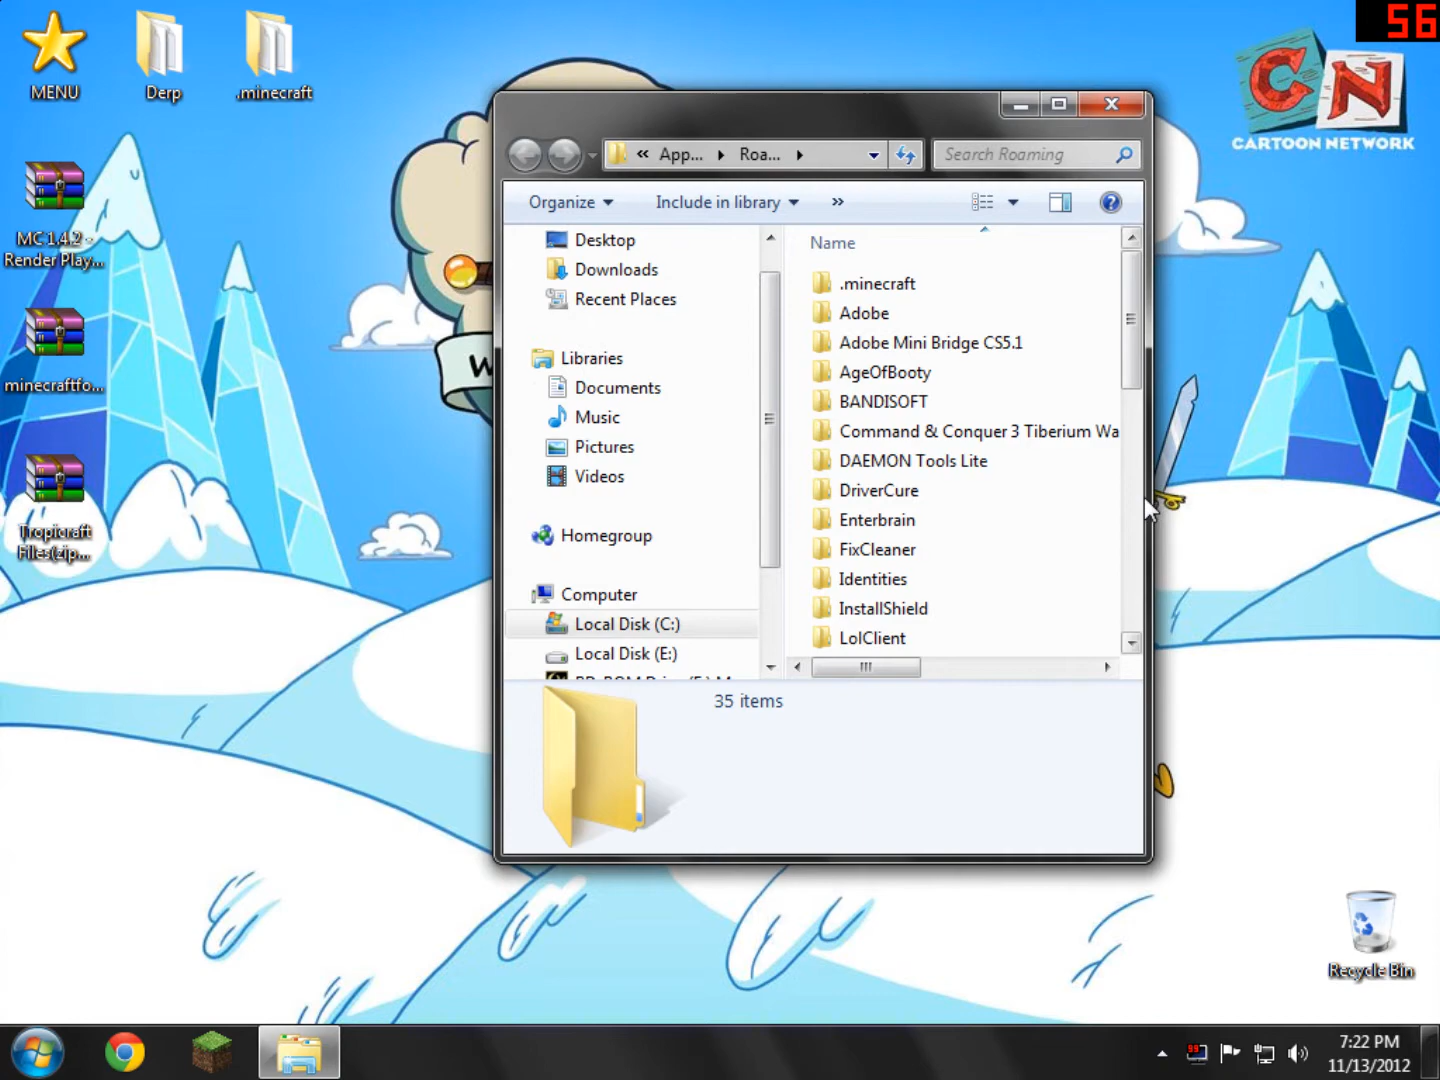 56
MENU
Derp
.minecraft
CN
CARTOON NETWORK
MC 1.4.2 -
Render Play...
minecraftfo...
Tropicraft
Files(zip...
W
« App... Roa...
Search Roaming
Organize
Include in library
»
Desktop
Downloads
Recent Places
Libraries
Documents
Music
Pictures
Videos
Homegroup
Computer
Local Disk (C:)
Local Disk (E:)
Name
.minecraft
Adobe
Adobe Mini Bridge CS5.1
AgeOfBooty
BANDISOFT
Command & Conquer 3 Tiberium Wa
DAEMON Tools Lite
DriverCure
Enterbrain
FixCleaner
Identities
InstallShield
LolClient
35 items
Recycle Bin
99
7:22 PM
11/13/2012